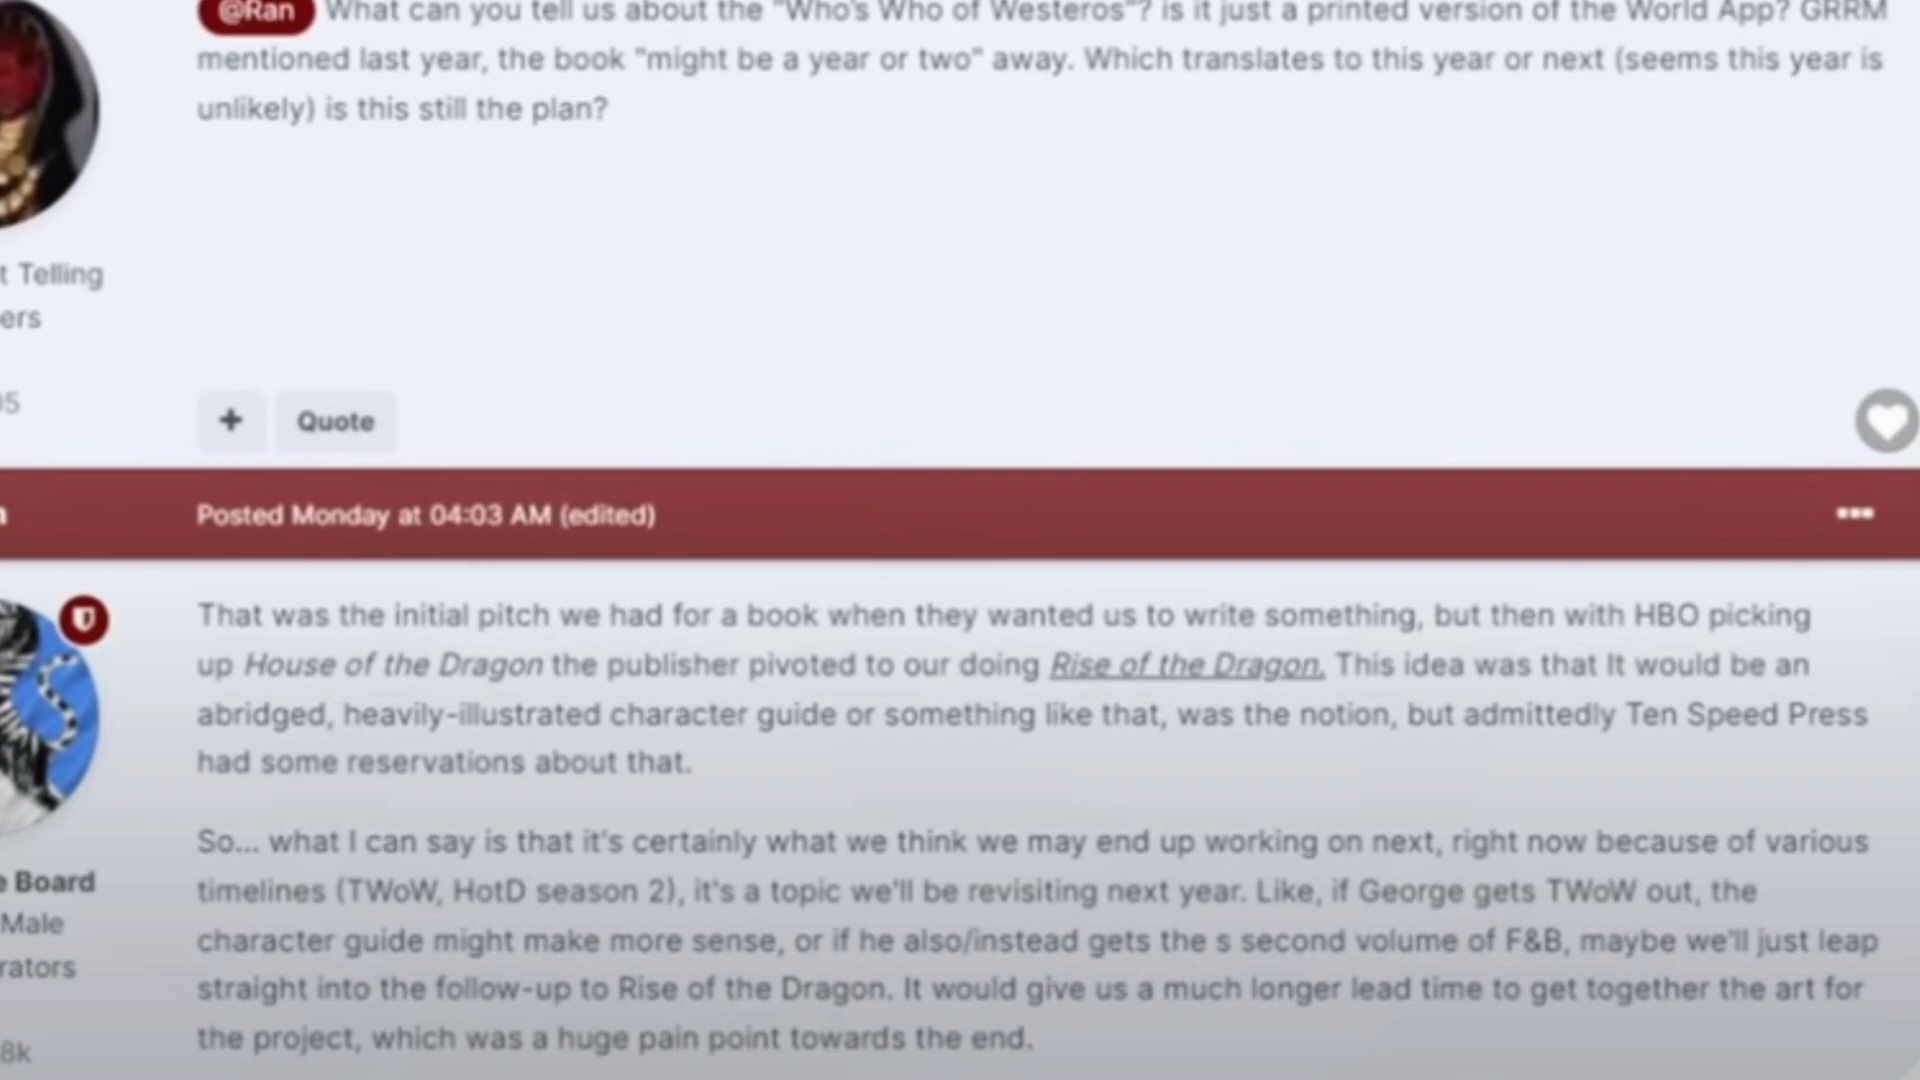 @Ran What can you tell us about the "Who's Who of Westeros"? is it just a printed version of the World App? GRRM
mentioned last year, the book "might be a year or two" away. Which translates to this year or next (seems this year is
unlikely) is this still the plan?
t Telling
ers
95
+ Quote
Posted Monday at 04:03 AM (edited)
That was the initial pitch we had for a book when they wanted us to write something, but then with HBO picking
up House of the Dragon the publisher pivoted to our doing Rise of the Dragon. This idea was that It would be an
abridged, heavily-illustrated character guide or something like that, was the notion, but admittedly Ten Speed Press
had some reservations about that.
So... what I can say is that it's certainly what we think we may end up working on next, right now because of various
timelines (TWoW, HotD season 2), it's a topic we'll be revisiting next year. Like, if George gets TWoW out, the
character guide might make more sense, or if he also/instead gets the s second volume of F&B, maybe we'll just leap
straight into the follow-up to Rise of the Dragon. It would give us a much longer lead time to get together the art for
the project, which was a huge pain point towards the end.
e Board
Male
rators
8k